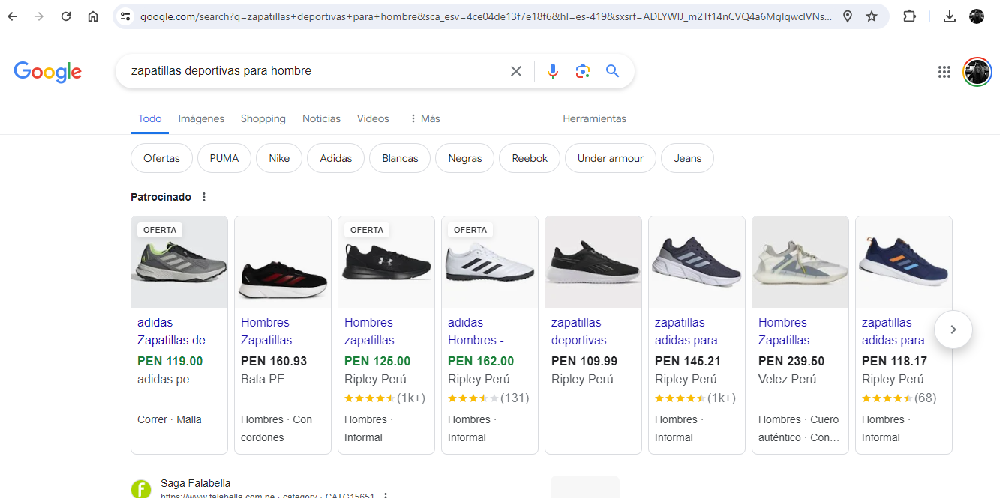 google.com/search?q=zapatillas+deportivas+para+hombre&sca_esv=4ce04de13f7e18f6&hl=es-419&sxsrf=ADLYWIJ_m2Tf14nCVQ4a6MgIqwcIVNs...
Google
zapatillas deportivas para hombre
Todo Imágenes Shopping Noticias Videos Más Herramientas
Ofertas PUMA Nike Adidas Blancas Negras Reebok Under armour Jeans
Patrocinado
OFERTA
adidas
Zapatillas de...
PEN 119.00...
adidas.pe
Correr · Malla
Hombres -
Zapatillas...
PEN 160.93
Bata PE
Hombres · Con
cordones
OFERTA
Hombres -
zapatillas...
PEN 125.00...
Ripley Perú
(1k+)
Hombres ·
Informal
OFERTA
adidas -
Hombres -...
PEN 162.00...
Ripley Perú
(131)
Hombres ·
Informal
zapatillas
deportivas...
PEN 109.99
Ripley Perú
zapatillas
adidas para...
PEN 145.21
Ripley Perú
(1k+)
Hombres ·
Informal
Hombres -
Zapatillas...
PEN 239.50
Velez Perú
Hombres · Cuero
auténtico · Con...
zapatillas
adidas para...
PEN 118.17
Ripley Perú
(68)
Hombres ·
Informal
Saga Falabella
https://www.falabella.com.pe › category › CATG15651